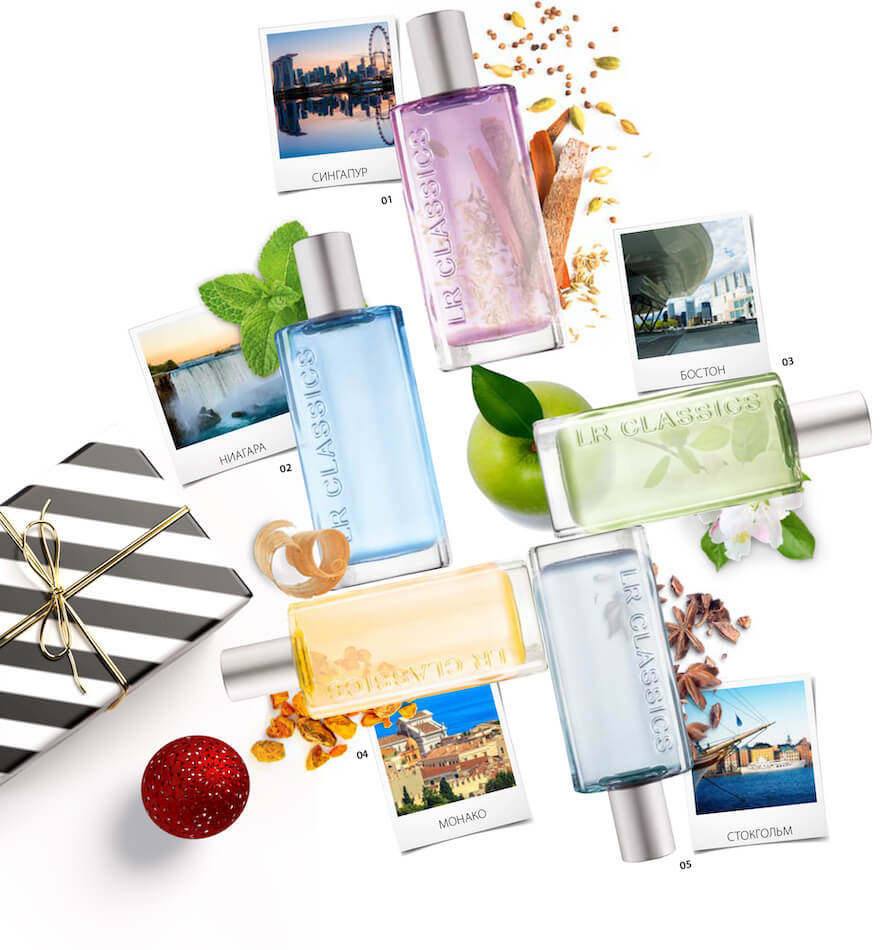 СИНГАПУР
01
LR CLASSICS
НИАГАРА
02
LR CLASSICS
БОСТОН
03
LR CLASSICS
LR CLASSICS
04
МОНАКО
LR CLASSICS
СТОКГОЛЬМ
05